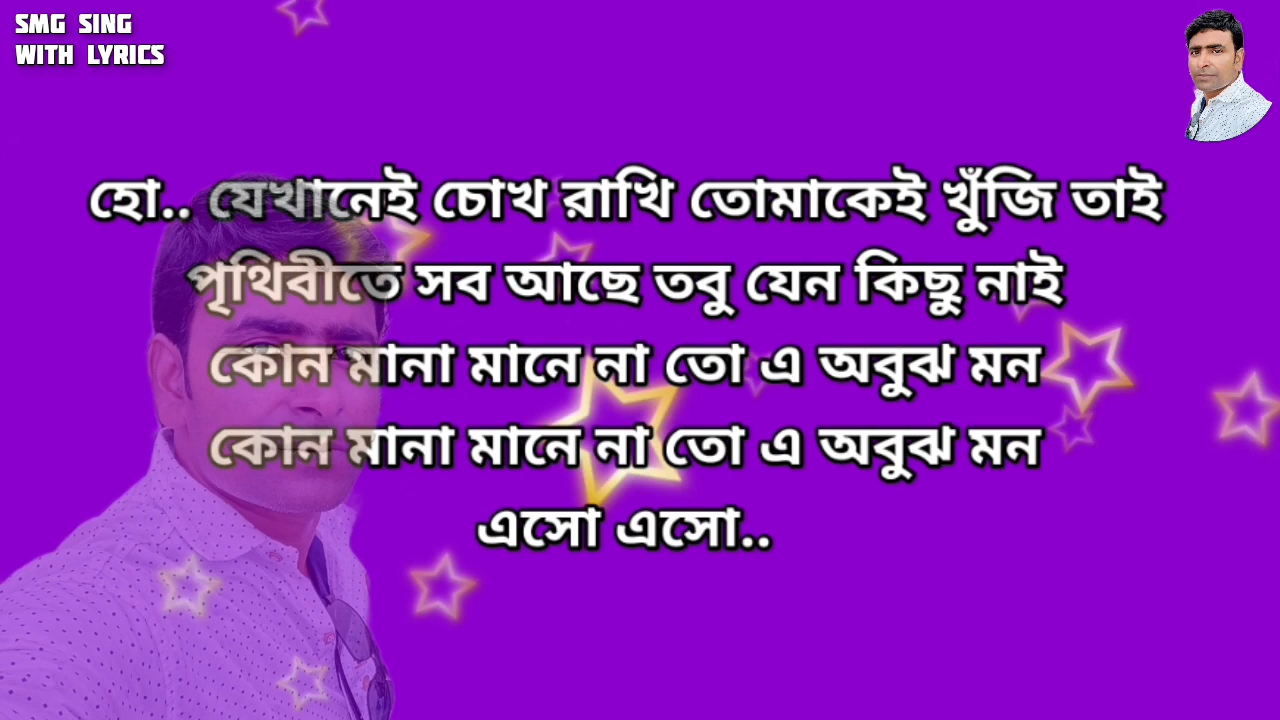 SMG SING
WITH LYRICS
হো.. যেখানেই চোখ রাখি তোমাকেই খুঁজি তাই
পৃথিবীতে সব আছে তবু যেন কিছু নাই
কোন মানা মানে না তো এ অবুঝ মন
কোন মানা মানে না তো এ অবুঝ মন
এসো এসো..